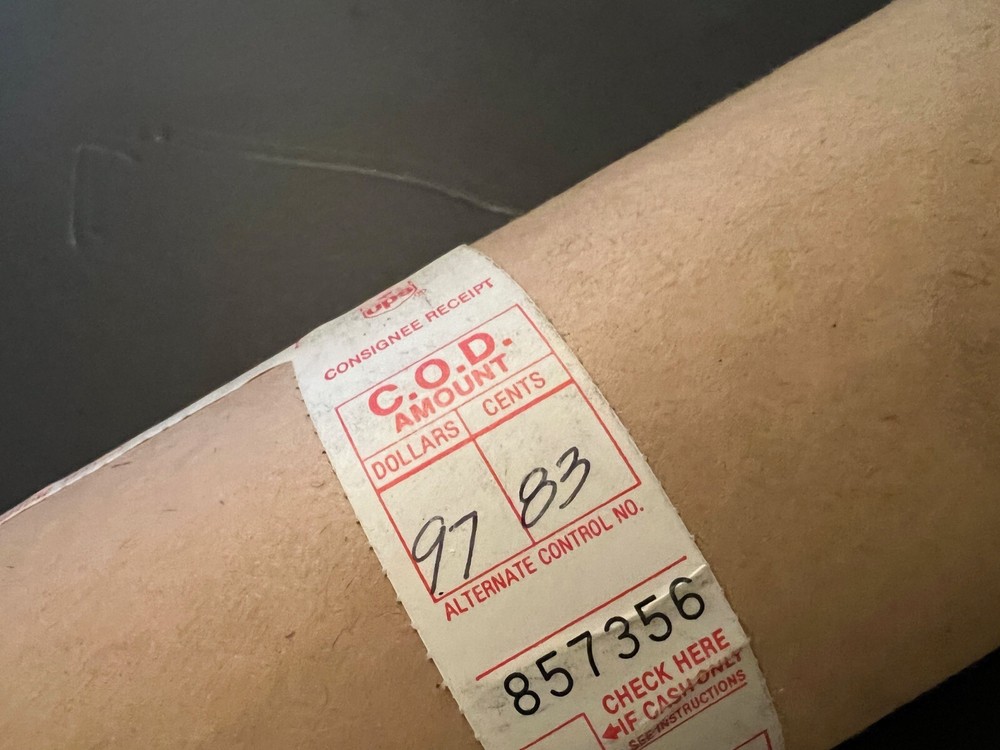 ups
CONSIGNEE RECEIPT
C.O.D.
AMOUNT
DOLLARS CENTS
97 83
ALTERNATE CONTROL NO.
857356
CHECK HERE
IF CASH ONLY
SEE INSTRUCTIONS